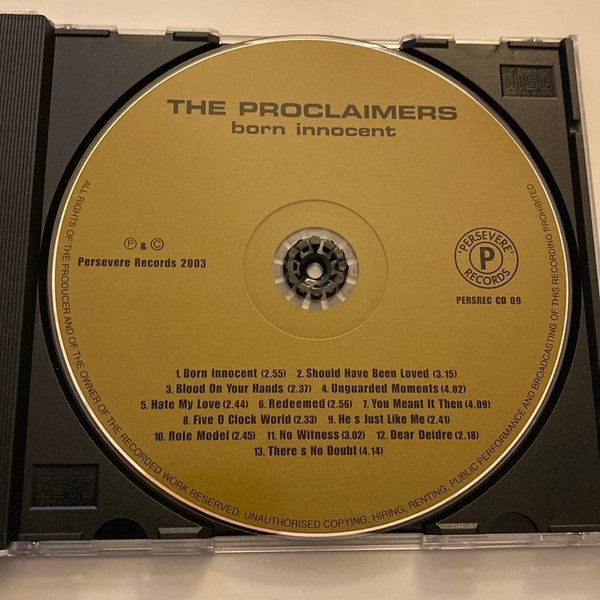 THE PROCLAIMERS
born innocent
℗ & ©
Persevere Records 2003
'PERSEVERE'
P
RECORDS
PERSREC CD 09
1. Born Innocent (2.55) 2. Should Have Been Loved (3.15)
3. Blood On Your Hands (2.37) 4. Unguarded Moments (4.02)
5. Hate My Love (2.44) 6. Redeemed (2.56) 7. You Meant It Then (4.09)
8. Five O Clock World (2.33) 9. He s Just Like Me (2.41)
10. Role Model (2.45) 11. No Witness (3.02) 12. Dear Deidre (2.18)
13. There s No Doubt (4.14)
ALL RIGHTS OF THE PRODUCER AND OF THE OWNER OF THE RECORDED WORK RESERVED. UNAUTHORISED COPYING, HIRING, RENTING, PUBLIC PERFORMANCE AND BROADCASTING OF THIS RECORDING PROHIBITED
disc
DIGITAL AUDIO